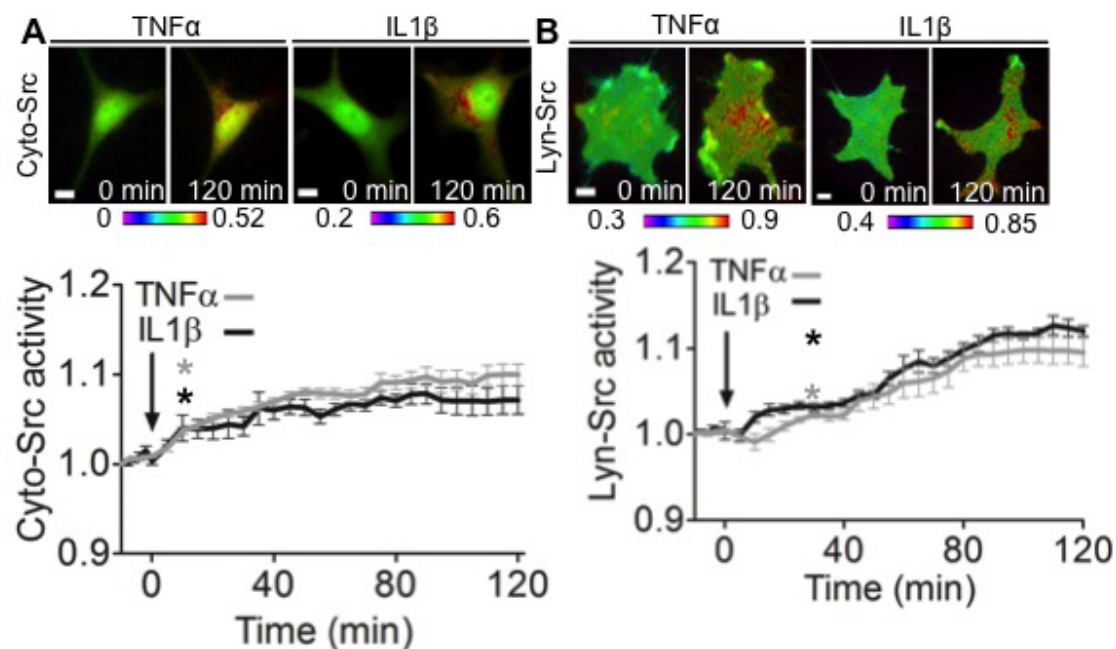 A
TNFα
IL1β
Cyto-Src
0 min
120 min
0 min
120 min
0
0.52
0.2
0.6
1.2
1.1
1.0
0.9
Cyto-Src activity
TNFα
IL1β
*
*
0
40
80
120
Time (min)
B
TNFα
IL1β
Lyn-Src
0 min
120 min
0 min
120 min
0.3
0.9
0.4
0.85
1.2
1.1
1.0
0.9
Lyn-Src activity
TNFα
IL1β
*
*
0
40
80
120
Time (min)